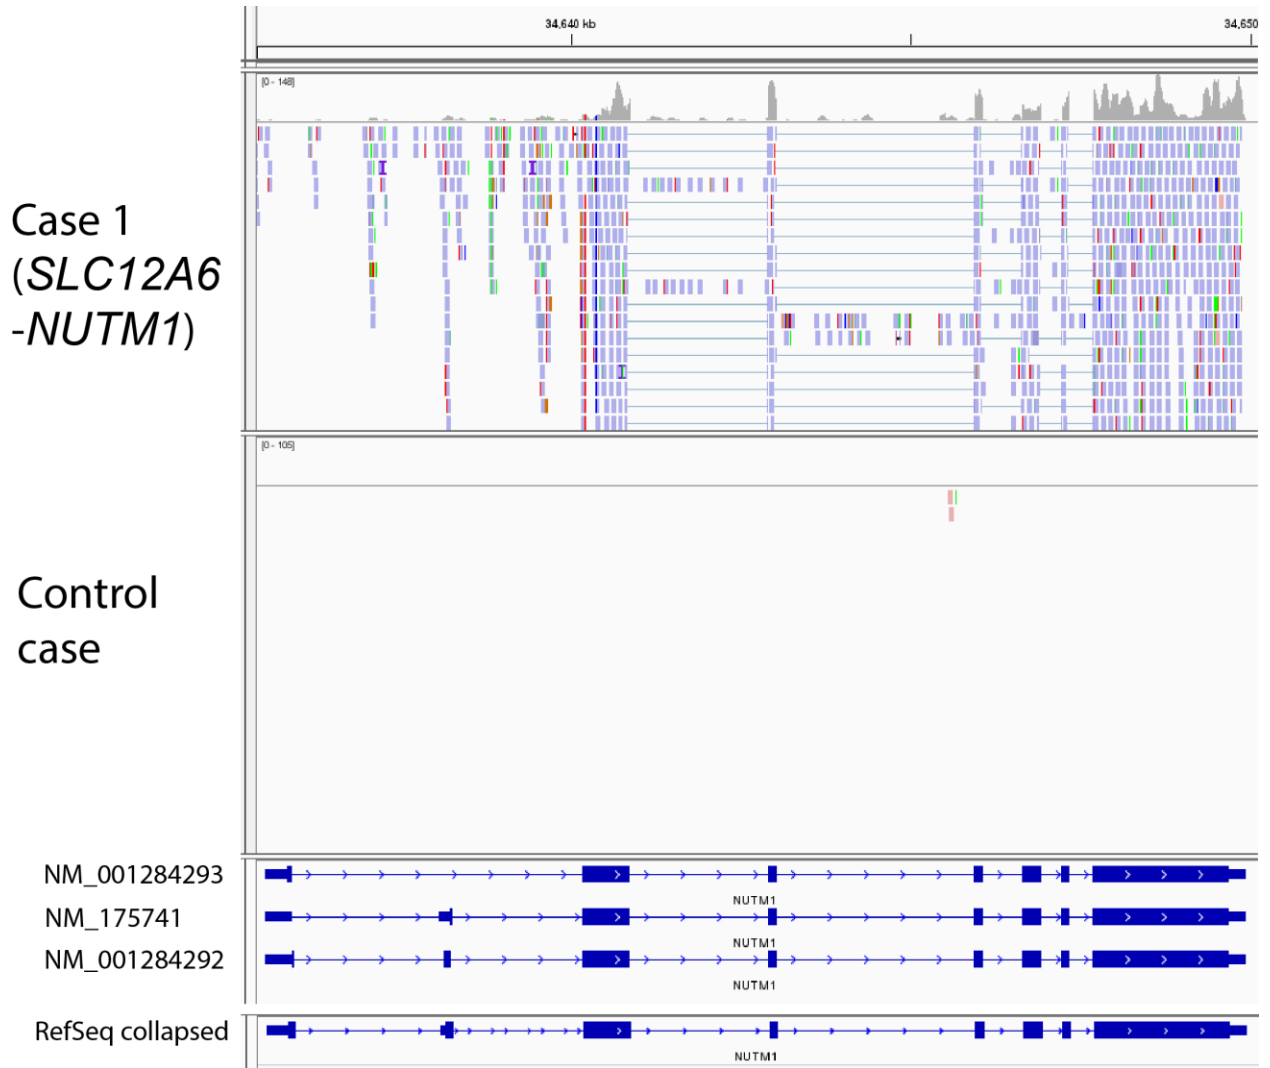 34,640 kb
34,650
[0 - 148]
Case 1
(SLC12A6
-NUTM1)
[0 - 105]
Control
case
NM_001284293
NUTM1
NM_175741
NUTM1
NM_001284292
NUTM1
RefSeq collapsed
NUTM1